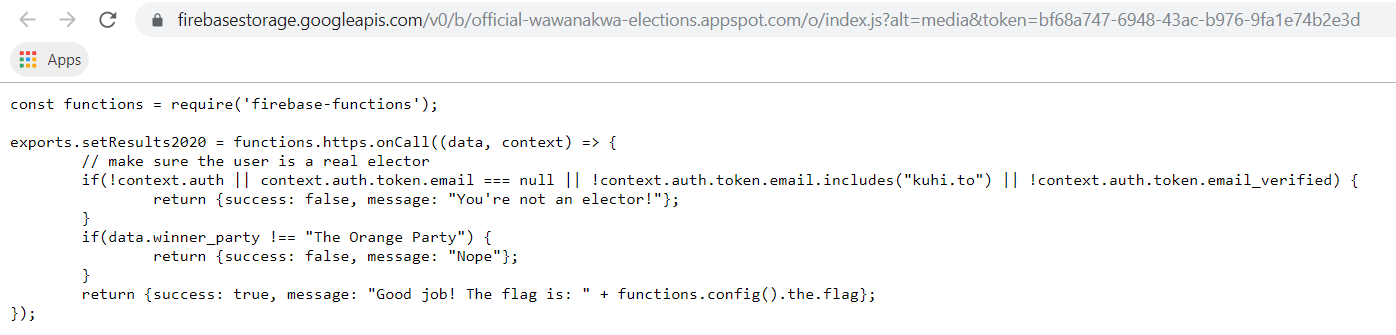 firebasestorage.googleapis.com/v0/b/official-wawanakwa-elections.appspot.com/o/index.js?alt=media&token=bf68a747-6948-43ac-b976-9fa1e74b2e3d
Apps
const functions = require('firebase-functions');
exports.setResults2020 = functions.https.onCall((data, context) => {
// make sure the user is a real elector
if(!context.auth || context.auth.token.email === null || !context.auth.token.email.includes("kuhi.to") || !context.auth.token.email_verified) {
return {success: false, message: "You're not an elector!"};
}
if(data.winner_party !== "The Orange Party") {
return {success: false, message: "Nope"};
}
return {success: true, message: "Good job! The flag is: " + functions.config().the.flag};
});